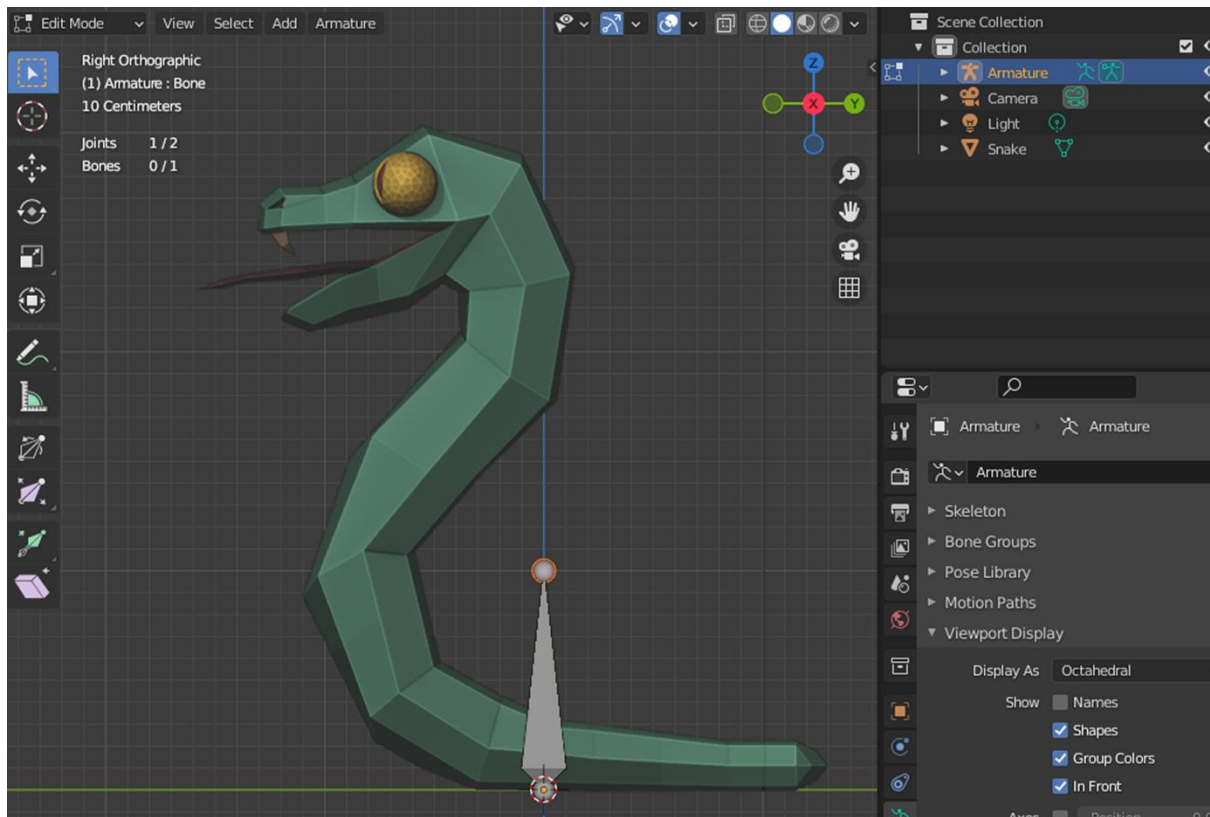 Edit Mode View Select Add Armature
Right Orthographic
(1) Armature : Bone
10 Centimeters
Joints 1/2
Bones 0/1
Z
X
Y
Scene Collection
Collection
Armature
Camera
Light
Snake
Armature Armature
Armature
Skeleton
Bone Groups
Pose Library
Motion Paths
Viewport Display
Display As Octahedral
Show Names
Shapes
Group Colors
In Front